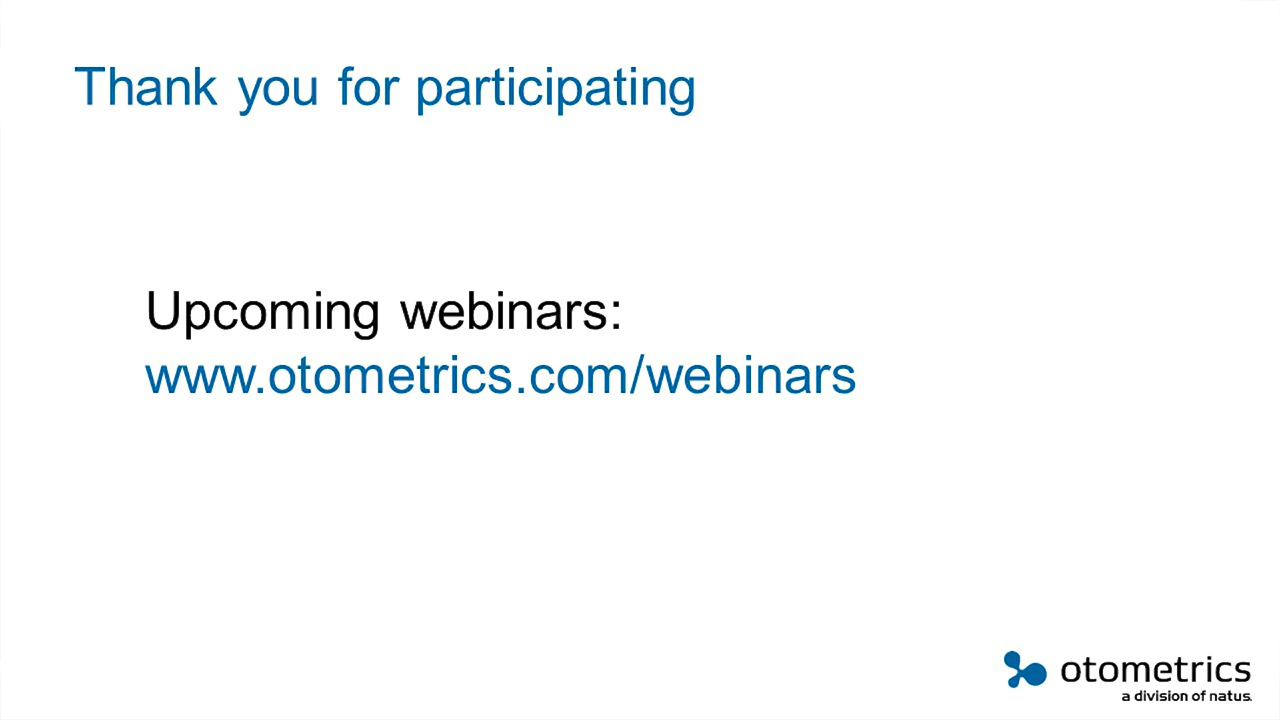 Thank you for participating
Upcoming webinars:
www.otometrics.com/webinars
otometrics
a division of natus.